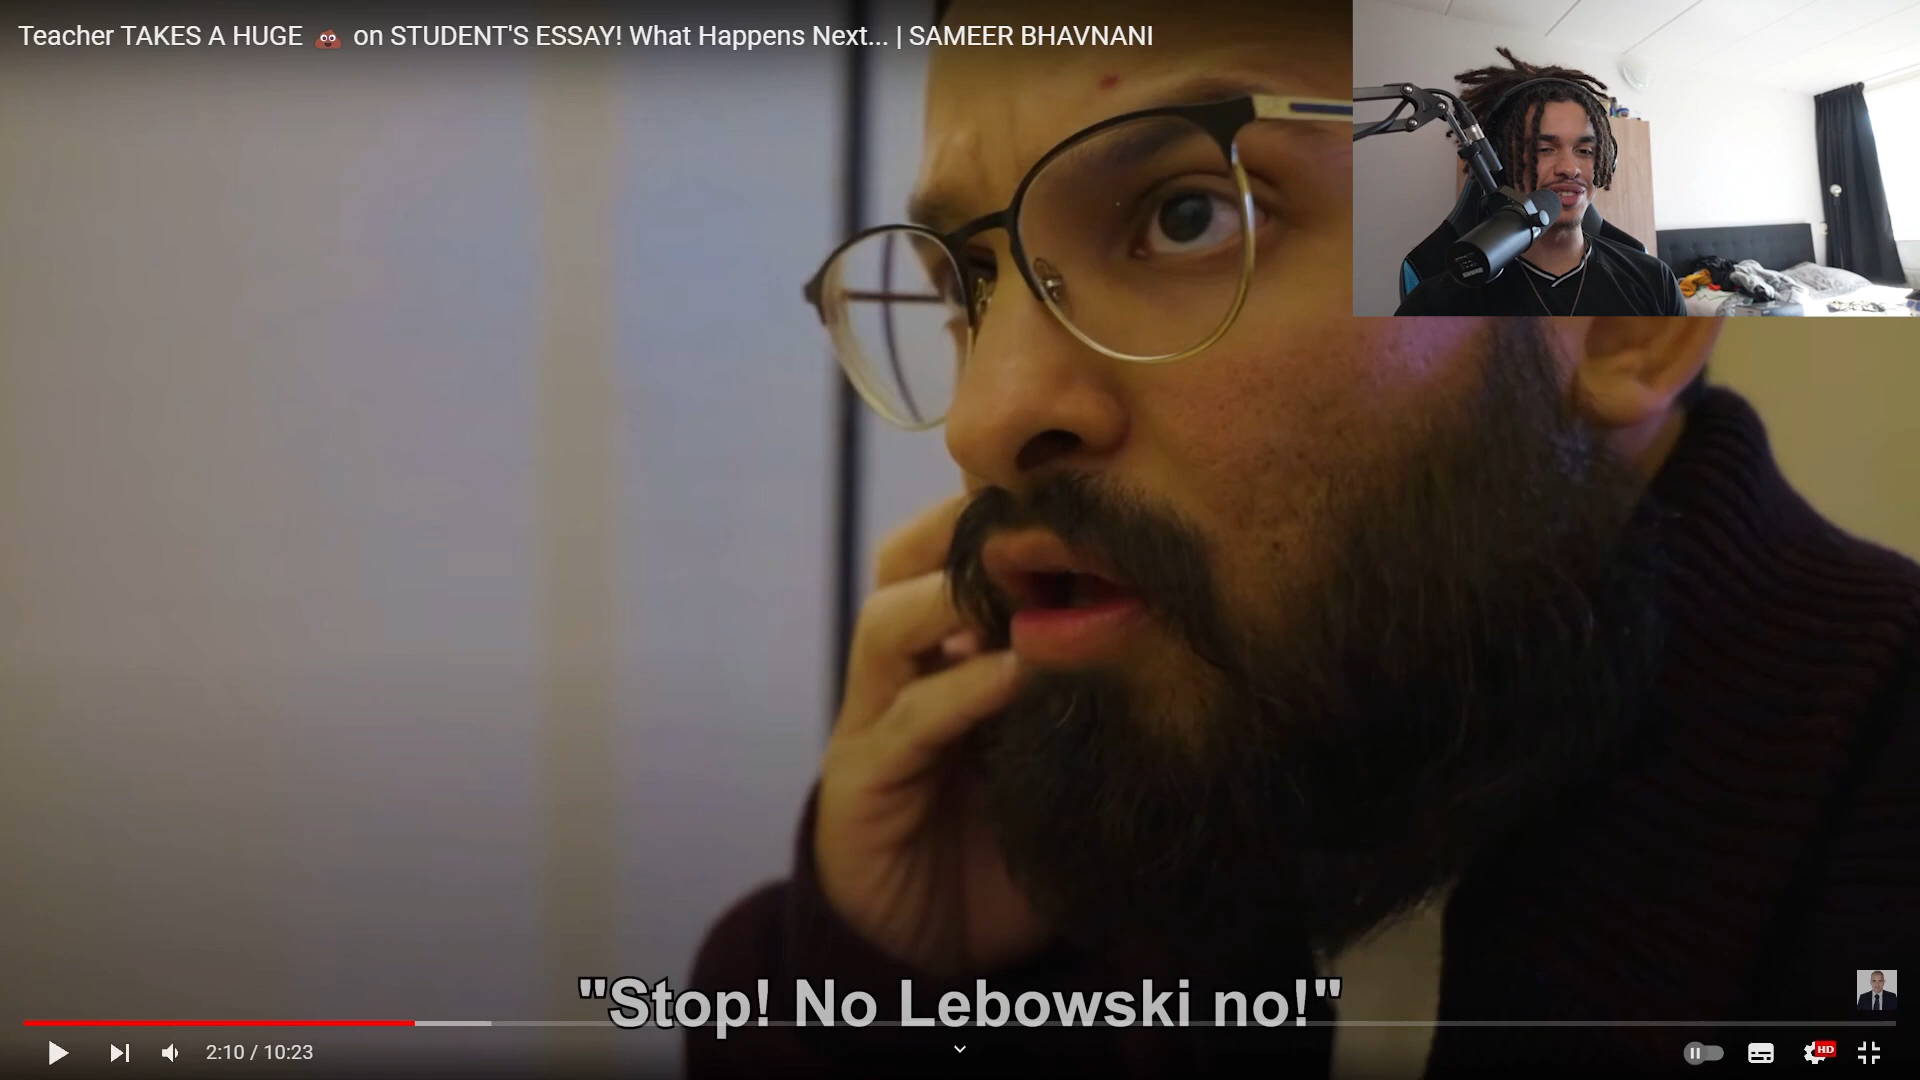 Teacher TAKES A HUGE 💩 on STUDENT'S ESSAY! What Happens Next... | SAMEER BHAVNANI
"Stop! No Lebowski no!"
2:10 / 10:23
HD